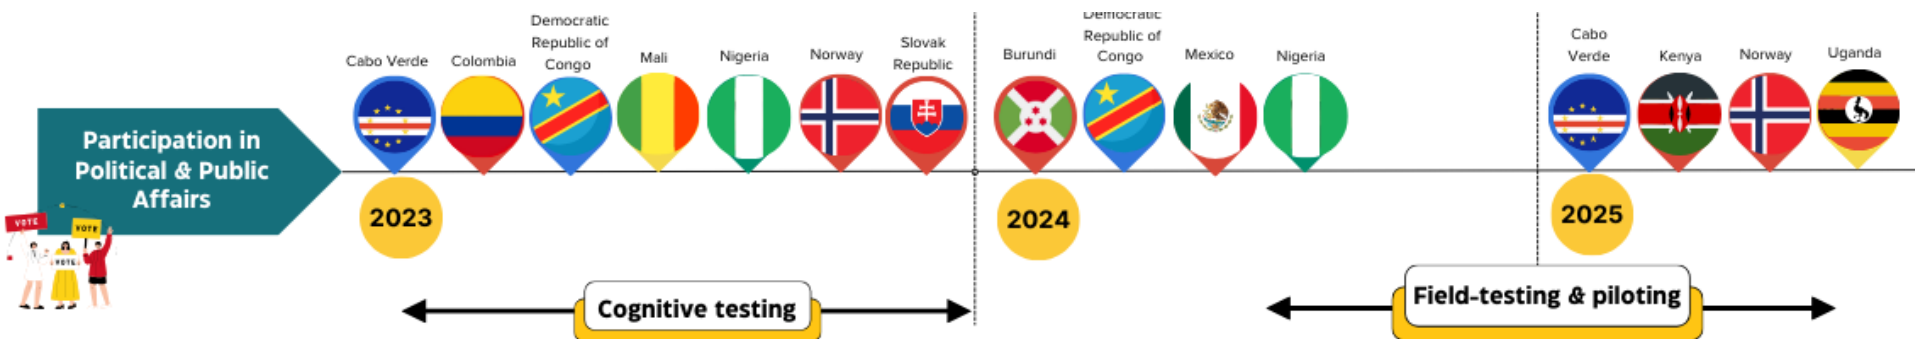 Participation in
Political & Public
Affairs
VOTE
VOTE
VOTE
Cabo Verde
Colombia
Democratic
Republic of
Congo
Mali
Nigeria
Norway
Slovak
Republic
Burundi
Democratic
Republic of
Congo
Mexico
Nigeria
Cabo
Verde
Kenya
Norway
Uganda
2023
2024
2025
Cognitive testing
Field-testing & piloting